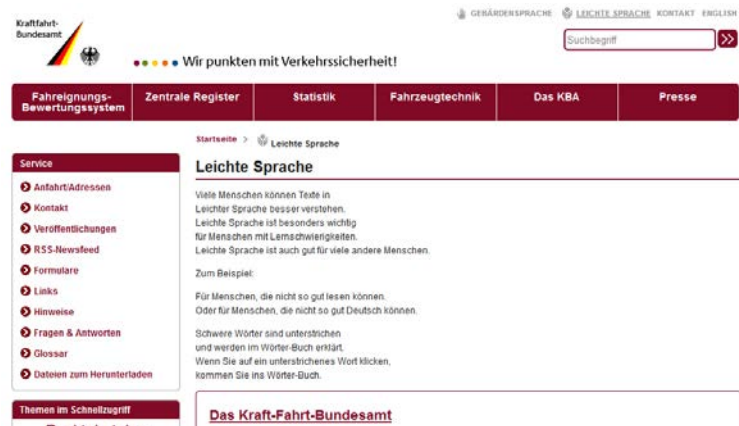 GEBÄRDENSPRACHE LEICHTE SPRACHE KONTAKT ENGLISH
Kraftfahrt-
Bundesamt
Suchbegriff
Wir punkten mit Verkehrssicherheit!
Fahreignungs-
Bewertungssystem
Zentrale Register
Statistik
Fahrzeugtechnik
Das KBA
Presse
Startseite > Leichte Sprache
Service
Anfahrt/Adressen
Kontakt
Veröffentlichungen
RSS-Newsfeed
Formulare
Links
Hinweise
Fragen & Antworten
Glossar
Dateien zum Herunterladen
Themen im Schnellzugriff
Leichte Sprache
Viele Menschen können Texte in
Leichter Sprache besser verstehen.
Leichte Sprache ist besonders wichtig
für Menschen mit Lernschwierigkeiten.
Leichte Sprache ist auch gut für viele andere Menschen.
Zum Beispiel:
Für Menschen, die nicht so gut lesen können.
Oder für Menschen, die nicht so gut Deutsch können.
Schwere Wörter sind unterstrichen
und werden im Wörter-Buch erklärt.
Wenn Sie auf ein unterstrichenes Wort klicken,
kommen Sie ins Wörter-Buch.
Das Kraft-Fahrt-Bundesamt